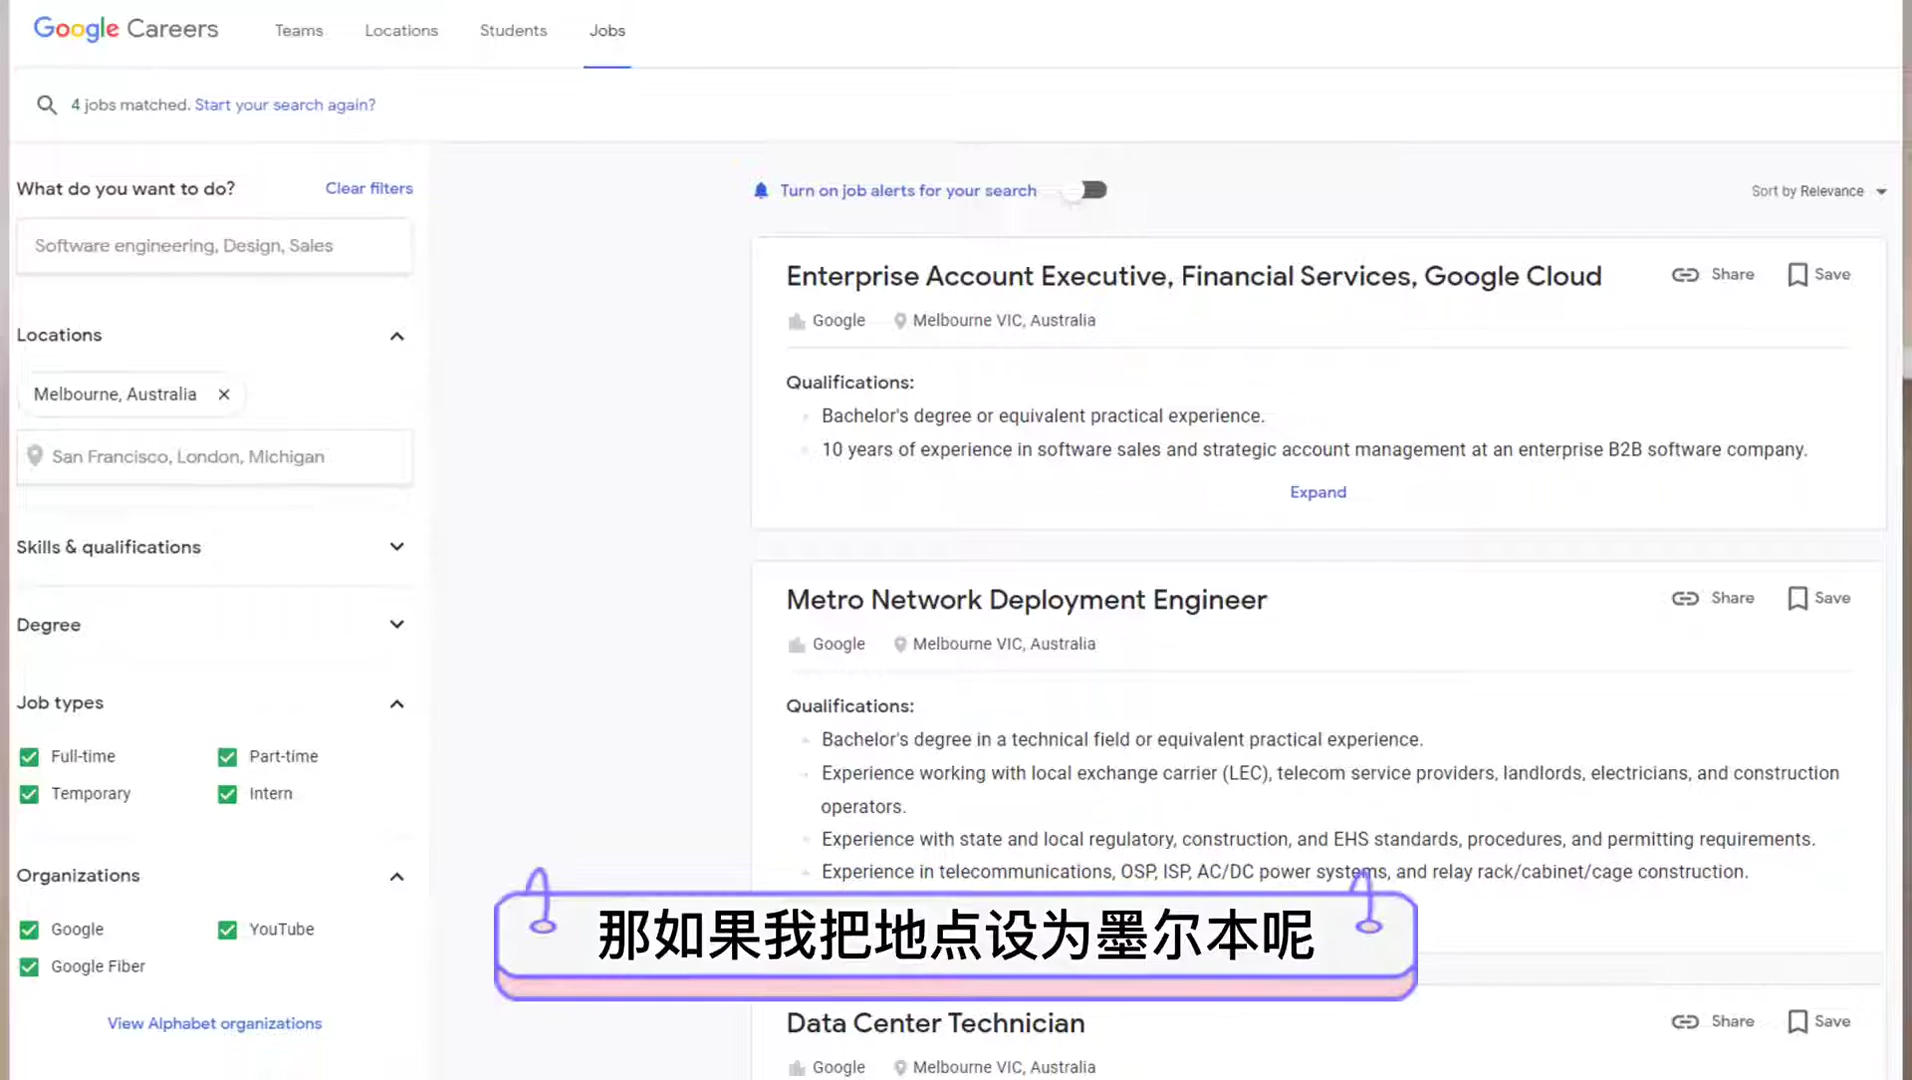 Google Careers
Teams
Locations
Students
Jobs
4 jobs matched. Start your search again?
What do you want to do?
Clear filters
Software engineering, Design, Sales
Locations
Melbourne, Australia
San Francisco, London, Michigan
Skills & qualifications
Degree
Job types
Full-time
Part-time
Temporary
Intern
Organizations
Google
YouTube
Google Fiber
View Alphabet organizations
Turn on job alerts for your search
Sort by Relevance
Enterprise Account Executive, Financial Services, Google Cloud
Share
Save
Google
Melbourne VIC, Australia
Qualifications:
Bachelor's degree or equivalent practical experience.
10 years of experience in software sales and strategic account management at an enterprise B2B software company.
Expand
Metro Network Deployment Engineer
Share
Save
Google
Melbourne VIC, Australia
Qualifications:
Bachelor's degree in a technical field or equivalent practical experience.
Experience working with local exchange carrier (LEC), telecom service providers, landlords, electricians, and construction
operators.
Experience with state and local regulatory, construction, and EHS standards, procedures, and permitting requirements.
Experience in telecommunications, OSP, ISP, AC/DC power systems, and relay rack/cabinet/cage construction.
那如果我把地点设为墨尔本呢
Data Center Technician
Share
Save
Google
Melbourne VIC, Australia